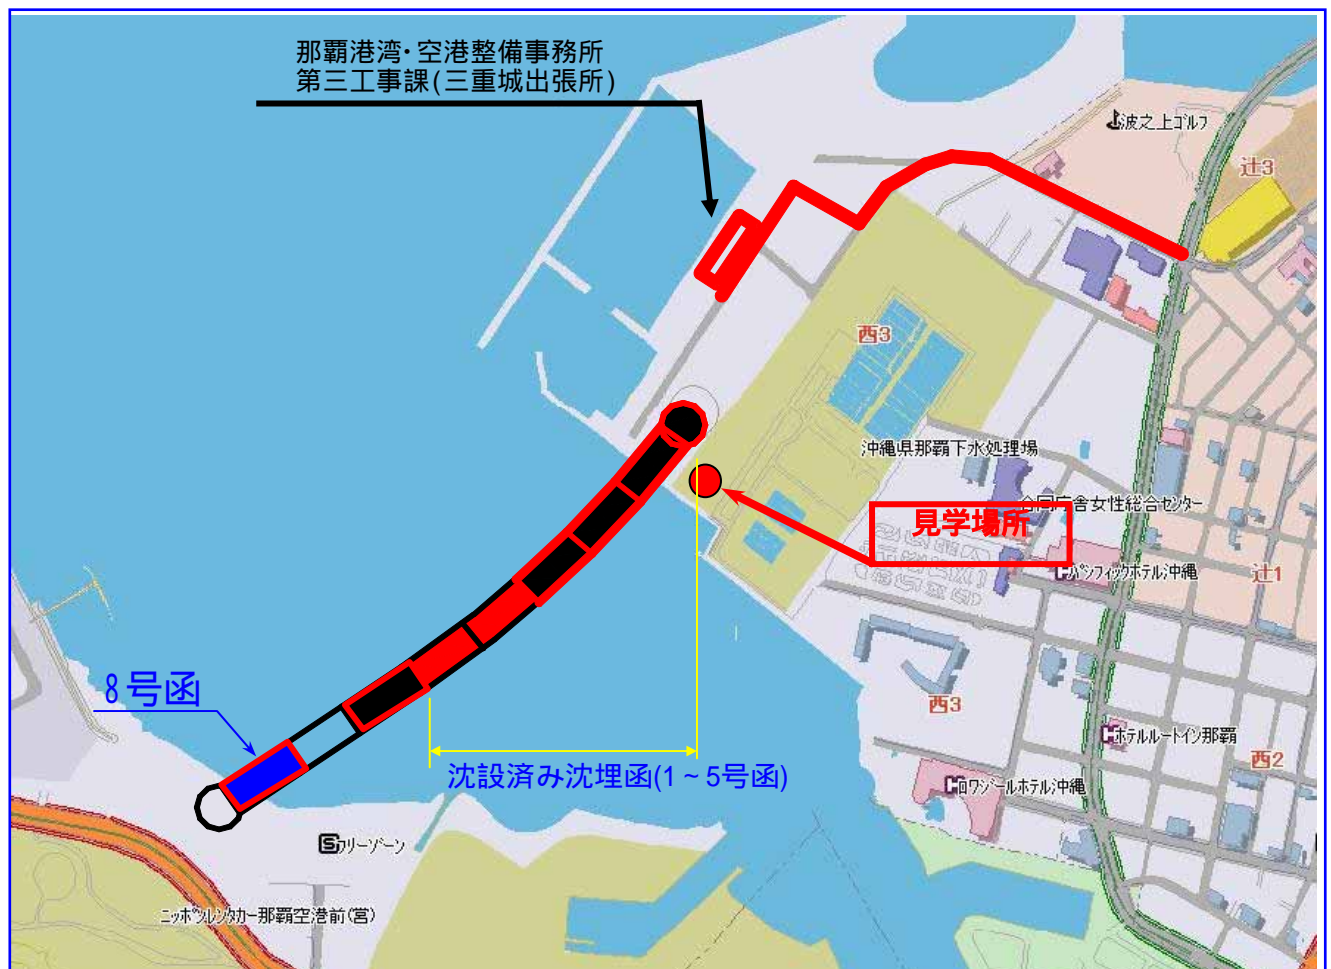 那覇港湾・空港整備事務所
第三工事課(三重城出張所)
波之上ゴルフ
辻3
西3
沖縄県那覇下水処理場
合同庁舎女性総合センター
見学場所
パシフィックホテル沖縄
辻1
8号函
西3
ホテルルートイン那覇
西2
沈設済み沈埋函(1~5号函)
ロワジールホテル沖縄
フリーゾーン
ニッポンレンタカー那覇空港前(営)